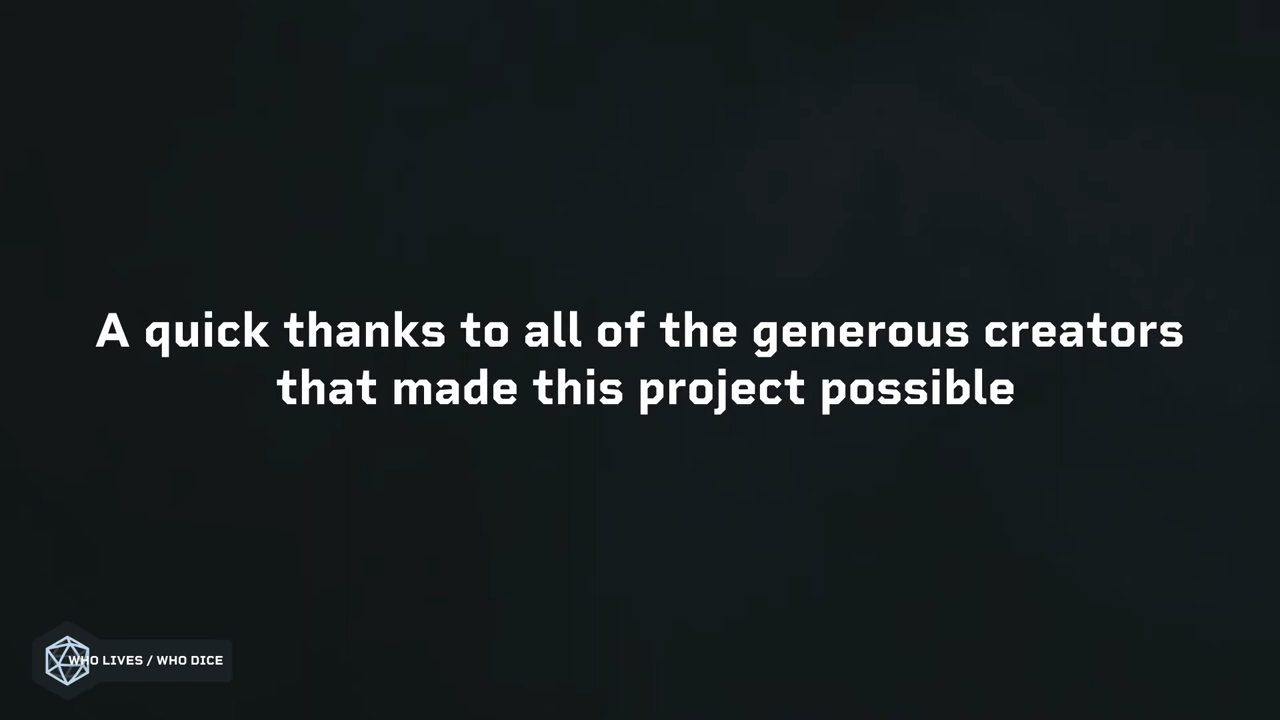 A quick thanks to all of the generous creators
that made this project possible
WHO LIVES / WHO DICE